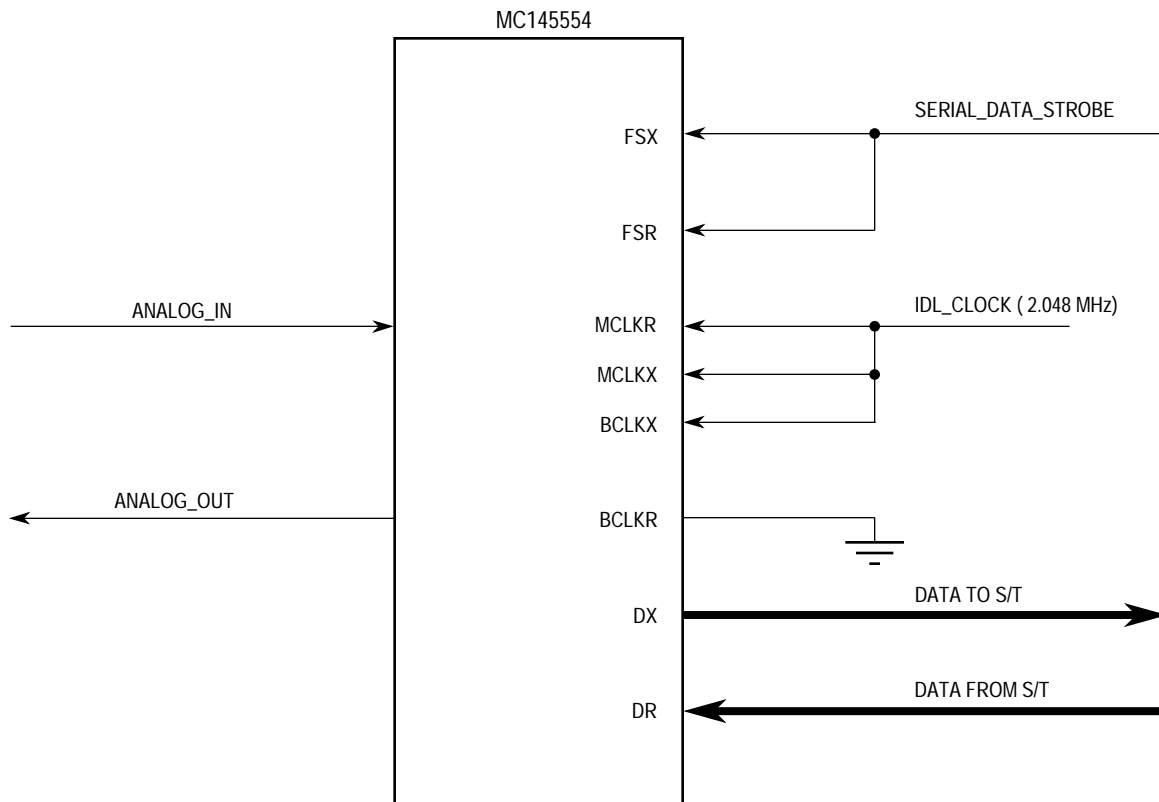 MC145554
SERIAL_DATA_STROBE
FSX
FSR
ANALOG_IN
IDL_CLOCK ( 2.048 MHz)
MCLKR
MCLKX
BCLKX
ANALOG_OUT
BCLKR
DATA TO S/T
DX
DATA FROM S/T
DR